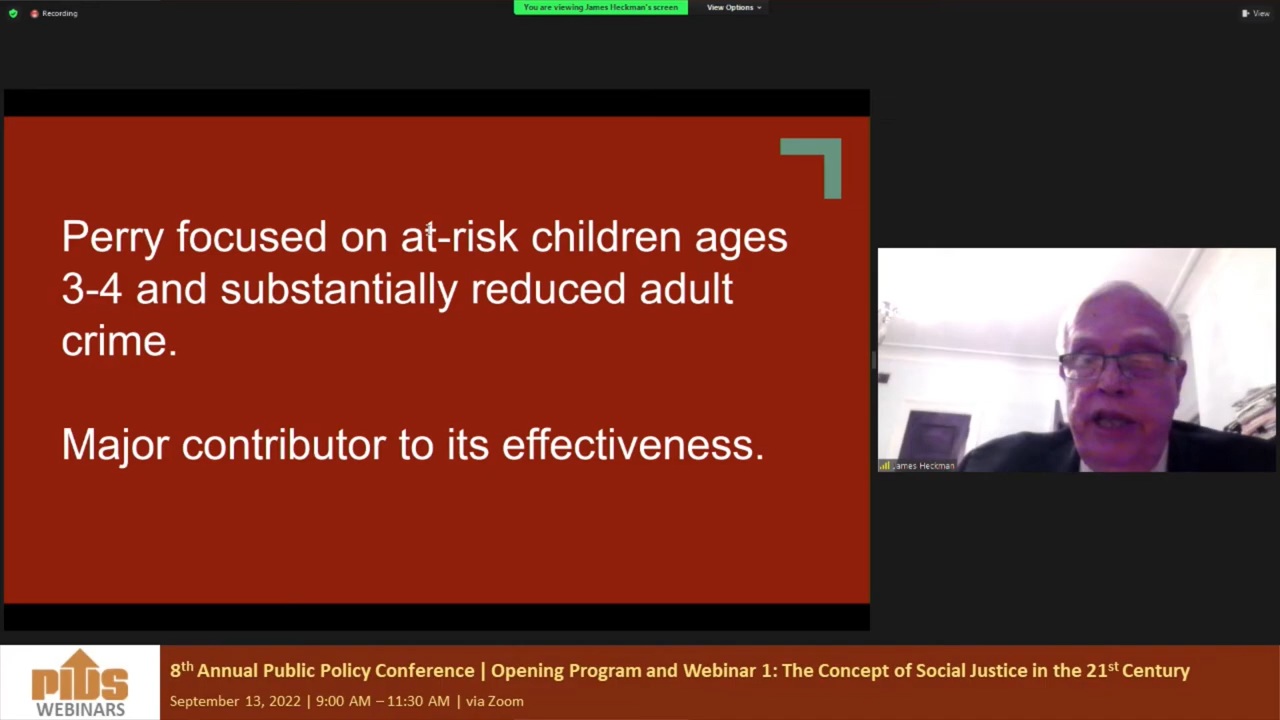 Recording
You are viewing James Heckman's screen
View Options
View
Perry focused on at-risk children ages
3-4 and substantially reduced adult
crime.
Major contributor to its effectiveness.
James Heckman
PIDS
WEBINARS
8th Annual Public Policy Conference | Opening Program and Webinar 1: The Concept of Social Justice in the 21st Century
September 13, 2022 | 9:00 AM – 11:30 AM | via Zoom